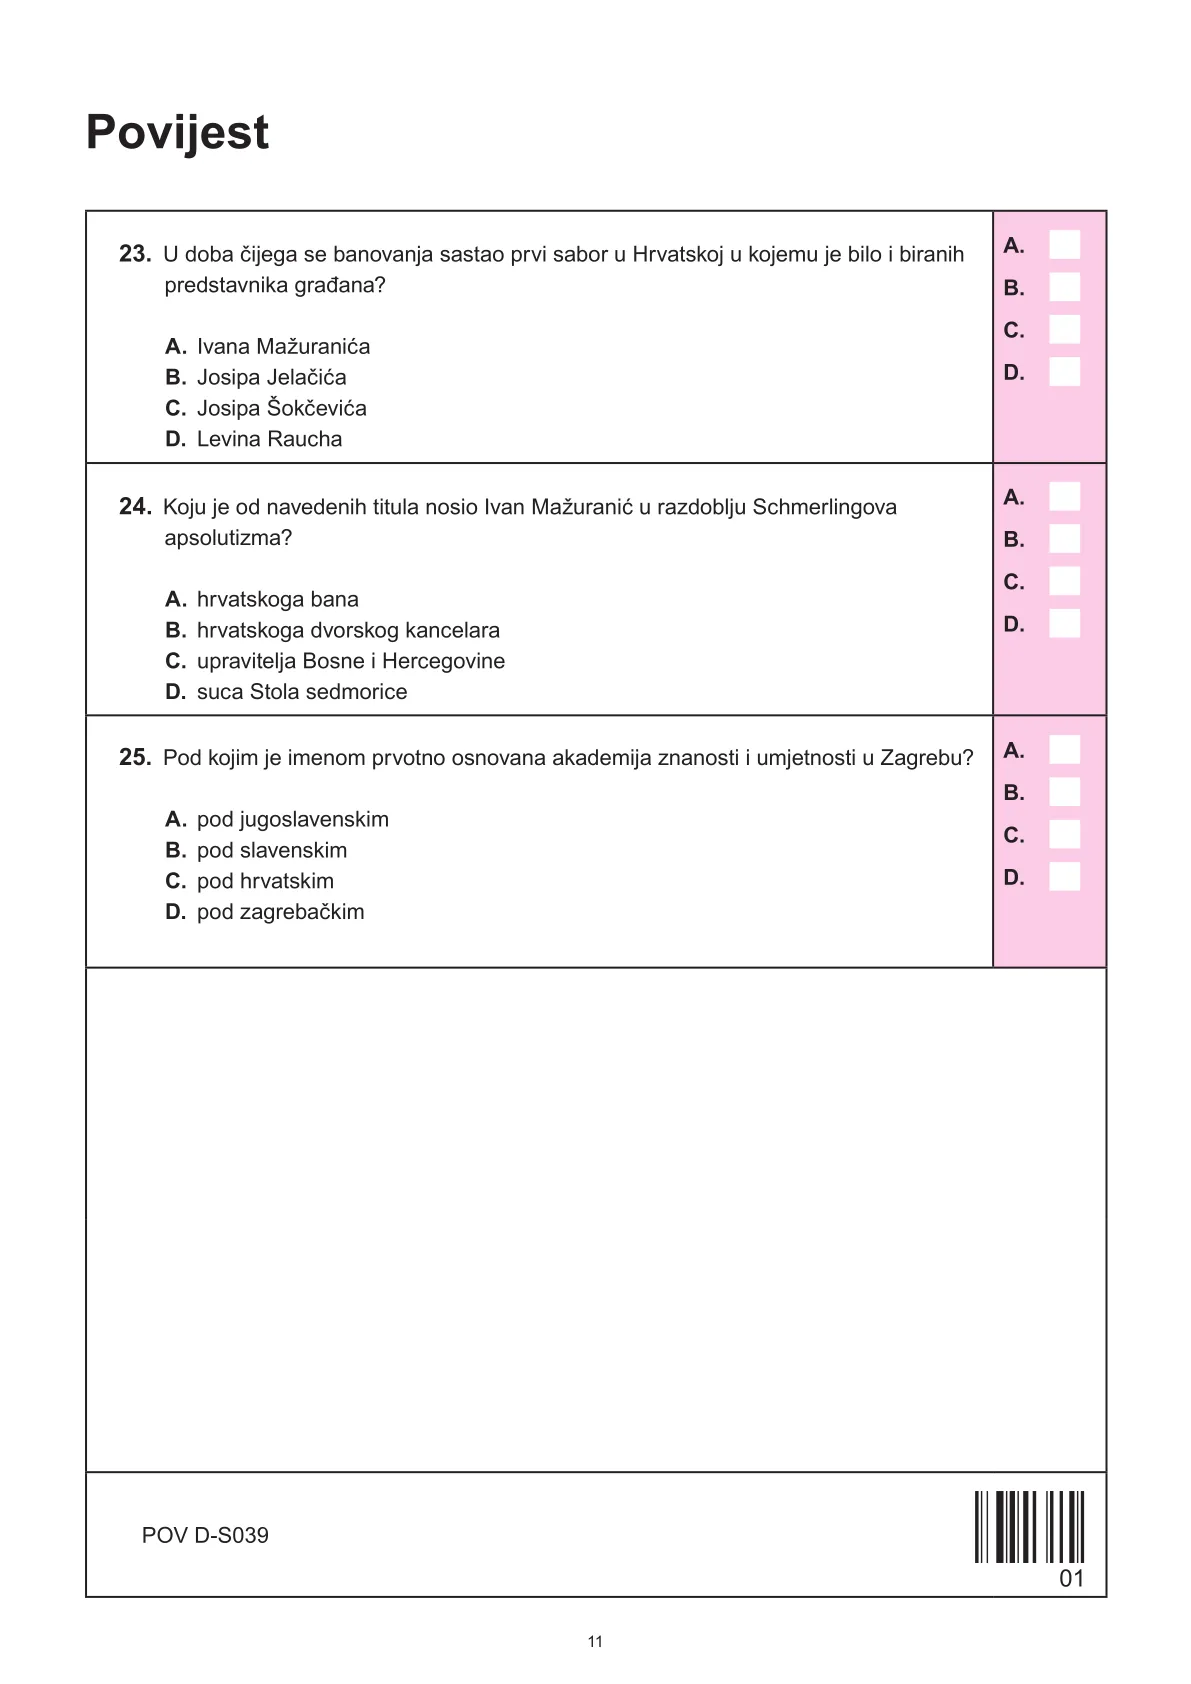 Povijest
23. U doba čijega se banovanja sastao prvi sabor u Hrvatskoj u kojemu je bilo i biranih
predstavnika građana?
A. Ivana Mažuranića
B. Josipa Jelačića
C. Josipa Šokčevića
D. Levina Raucha
A.
B.
C.
D.
24. Koju je od navedenih titula nosio Ivan Mažuranić u razdoblju Schmerlingova
apsolutizma?
A. hrvatskoga bana
B. hrvatskoga dvorskog kancelara
C. upravitelja Bosne i Hercegovine
D. suca Stola sedmorice
A.
B.
C.
D.
25. Pod kojim je imenom prvotno osnovana akademija znanosti i umjetnosti u Zagrebu?
A. pod jugoslavenskim
B. pod slavenskim
C. pod hrvatskim
D. pod zagrebačkim
A.
B.
C.
D.
POV D-S039
01
11